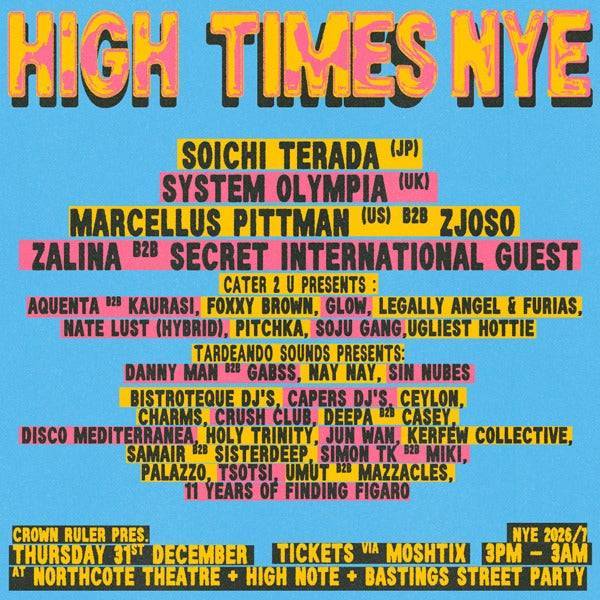 HIGH TIMES NYE
SOICHI TERADA (JP)
SYSTEM OLYMPIA (UK)
MARCELLUS PITTMAN (US) B2B ZJOSO
ZALINA B2B SECRET INTERNATIONAL GUEST
CATER 2 U PRESENTS :
AQUENTA B2B KAURASI, FOXXY BROWN, GLOW, LEGALLY ANGEL & FURIAS,
NATE LUST (HYBRID), PITCHKA, SOJU GANG,UGLIEST HOTTIE
TARDEANDO SOUNDS PRESENTS:
DANNY MAN B2B GABSS, NAY NAY, SIN NUBES
BISTROTEQUE DJ'S, CAPERS DJ'S, CEYLON,
CHARMS, CRUSH CLUB, DEEPA B2B CASEY,
DISCO MEDITERRANEA, HOLY TRINITY, JUN WAN, KERFEW COLLECTIVE,
SAMAIR B2B SISTERDEEP, SIMON TK B2B MIKI,
PALAZZO, TSOTSI, UMUT B2B MAZZACLES,
11 YEARS OF FINDING FIGARO
CROWN RULER PRES. NYE 2026/7
THURSDAY 31ST DECEMBER TICKETS VIA MOSHTIX 3PM – 3AM
AT NORTHCOTE THEATRE + HIGH NOTE + BASTINGS STREET PARTY